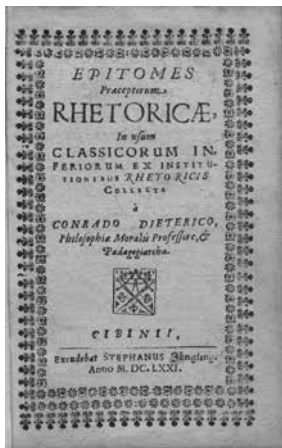 EPITOMES
Præceptorum
RHETORICÆ,
In usum
CLASSICORUM IN-
FERIORUM EX INSTITU-
TIONIBUS RHETORICIS
COLLECTA
à
CONRADO DIETERICO,
Philosophiæ Moralis Professore, &
Pædagogiarcha.
CIBINII,
Excudebat STEPHANUS Jüngling.
Anno M. DC. LXXI.